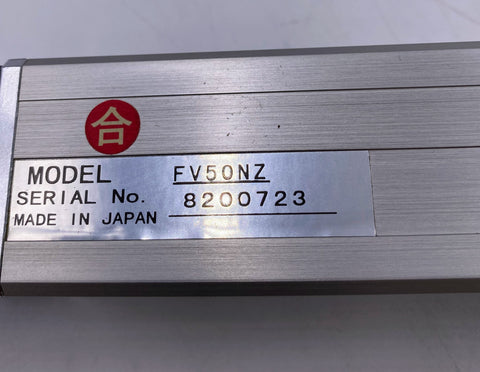 合
MODEL FV50NZ
SERIAL No. 8200723
MADE IN JAPAN